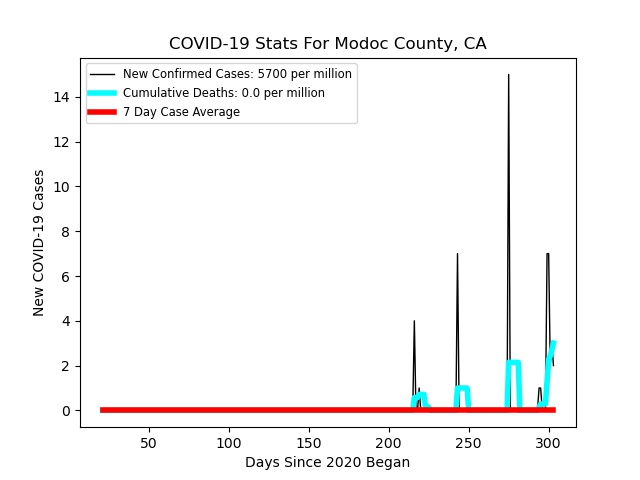 COVID-19 Stats For Modoc County, CA
New Confirmed Cases: 5700 per million
Cumulative Deaths: 0.0 per million
7 Day Case Average
New COVID-19 Cases
14
12
10
8
6
4
2
0
50 100 150 200 250 300
Days Since 2020 Began